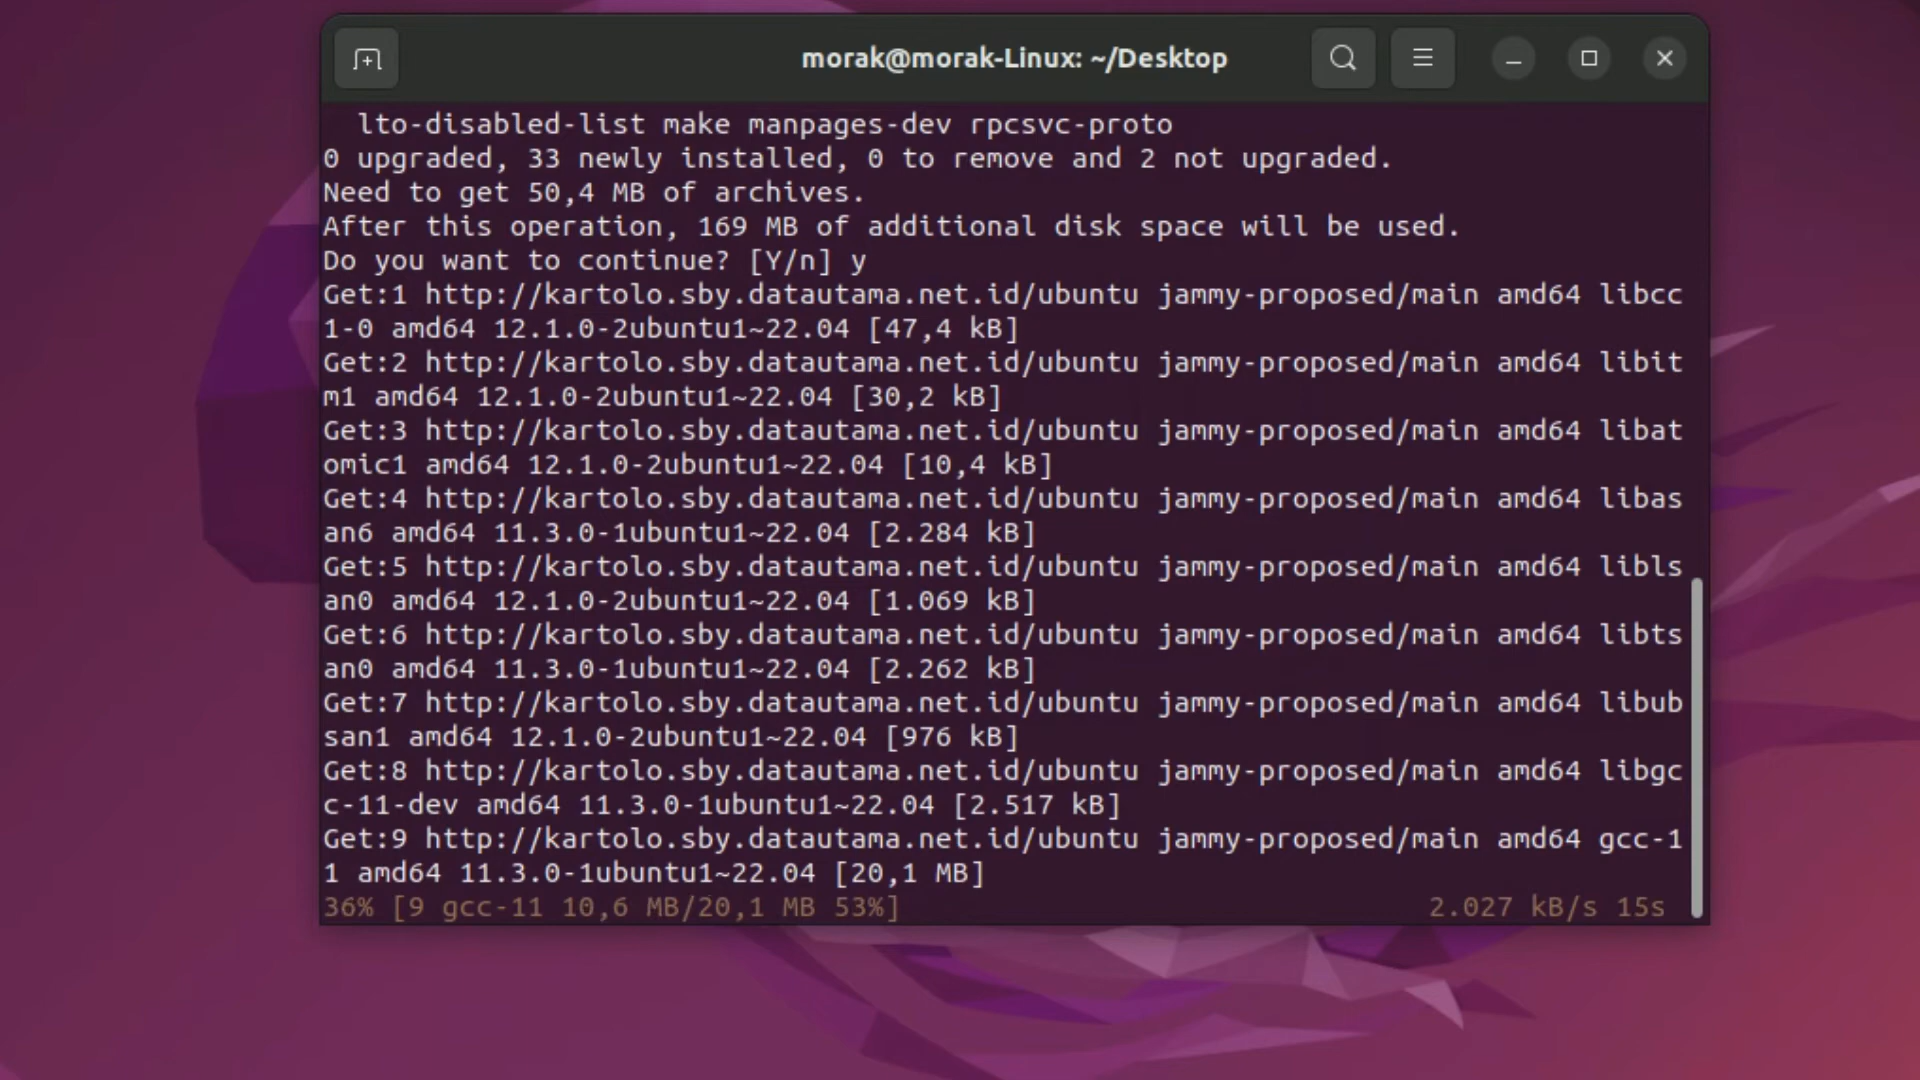 morak@morak-Linux: ~/Desktop
lto-disabled-list make manpages-dev rpcsvc-proto
0 upgraded, 33 newly installed, 0 to remove and 2 not upgraded.
Need to get 50,4 MB of archives.
After this operation, 169 MB of additional disk space will be used.
Do you want to continue? [Y/n] y
Get:1 http://kartolo.sby.datautama.net.id/ubuntu jammy-proposed/main amd64 libcc
1-0 amd64 12.1.0-2ubuntu1~22.04 [47,4 kB]
Get:2 http://kartolo.sby.datautama.net.id/ubuntu jammy-proposed/main amd64 libit
m1 amd64 12.1.0-2ubuntu1~22.04 [30,2 kB]
Get:3 http://kartolo.sby.datautama.net.id/ubuntu jammy-proposed/main amd64 libat
omic1 amd64 12.1.0-2ubuntu1~22.04 [10,4 kB]
Get:4 http://kartolo.sby.datautama.net.id/ubuntu jammy-proposed/main amd64 libas
an6 amd64 11.3.0-1ubuntu1~22.04 [2.284 kB]
Get:5 http://kartolo.sby.datautama.net.id/ubuntu jammy-proposed/main amd64 libls
an0 amd64 12.1.0-2ubuntu1~22.04 [1.069 kB]
Get:6 http://kartolo.sby.datautama.net.id/ubuntu jammy-proposed/main amd64 libts
an0 amd64 11.3.0-1ubuntu1~22.04 [2.262 kB]
Get:7 http://kartolo.sby.datautama.net.id/ubuntu jammy-proposed/main amd64 libub
san1 amd64 12.1.0-2ubuntu1~22.04 [976 kB]
Get:8 http://kartolo.sby.datautama.net.id/ubuntu jammy-proposed/main amd64 libgc
c-11-dev amd64 11.3.0-1ubuntu1~22.04 [2.517 kB]
Get:9 http://kartolo.sby.datautama.net.id/ubuntu jammy-proposed/main amd64 gcc-1
1 amd64 11.3.0-1ubuntu1~22.04 [20,1 MB]
36% [9 gcc-11 10,6 MB/20,1 MB 53%] 2.027 kB/s 15s